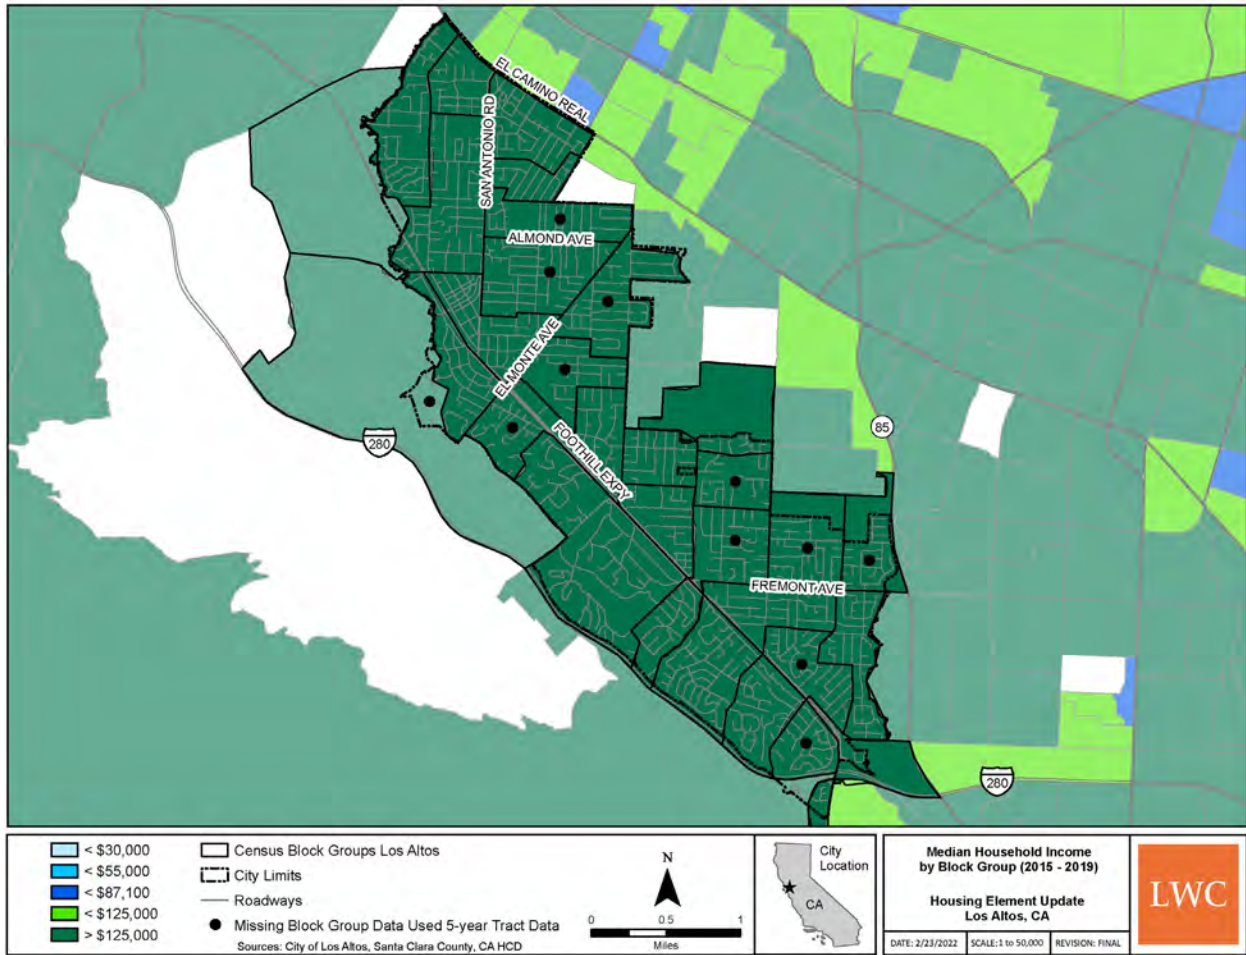 EL CAMINO REAL
SAN ANTONIO RD
ALMOND AVE
EL MONTE AVE
FOOTHILL EXPY
280
85
FREMONT AVE
280
< $30,000
< $55,000
< $87,100
< $125,000
> $125,000
Census Block Groups Los Altos
City Limits
Roadways
Missing Block Group Data Used 5-year Tract Data
Sources: City of Los Altos, Santa Clara County, CA HCD
N
0 0.5 1
Miles
City
Location
CA
Median Household Income
by Block Group (2015 - 2019)
Housing Element Update
Los Altos, CA
DATE: 2/23/2022 SCALE:1 to 50,000 REVISION: FINAL
LWC